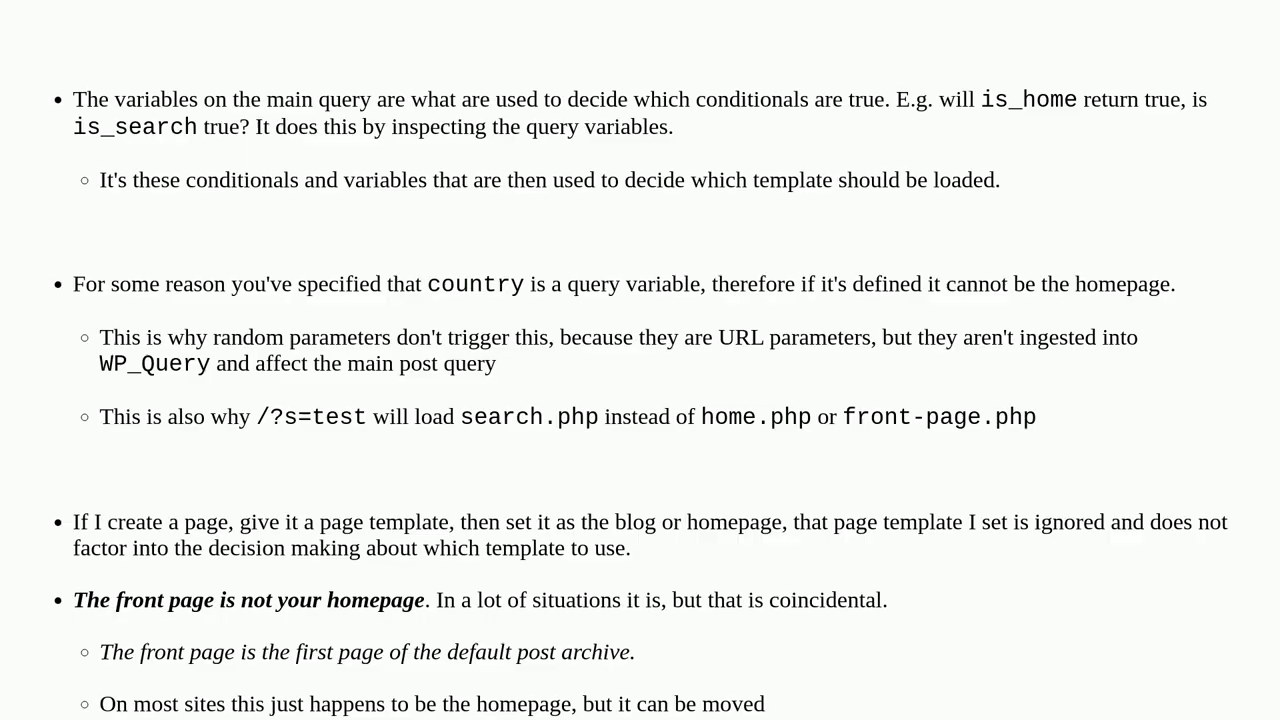 • The variables on the main query are what are used to decide which conditionals are true. E.g. will is_home return true, is
is_search true? It does this by inspecting the query variables.
◦ It's these conditionals and variables that are then used to decide which template should be loaded.
• For some reason you've specified that country is a query variable, therefore if it's defined it cannot be the homepage.
◦ This is why random parameters don't trigger this, because they are URL parameters, but they aren't ingested into
WP_Query and affect the main post query
◦ This is also why /?s=test will load search.php instead of home.php or front-page.php
• If I create a page, give it a page template, then set it as the blog or homepage, that page template I set is ignored and does not
factor into the decision making about which template to use.
• The front page is not your homepage. In a lot of situations it is, but that is coincidental.
◦ The front page is the first page of the default post archive.
◦ On most sites this just happens to be the homepage, but it can be moved